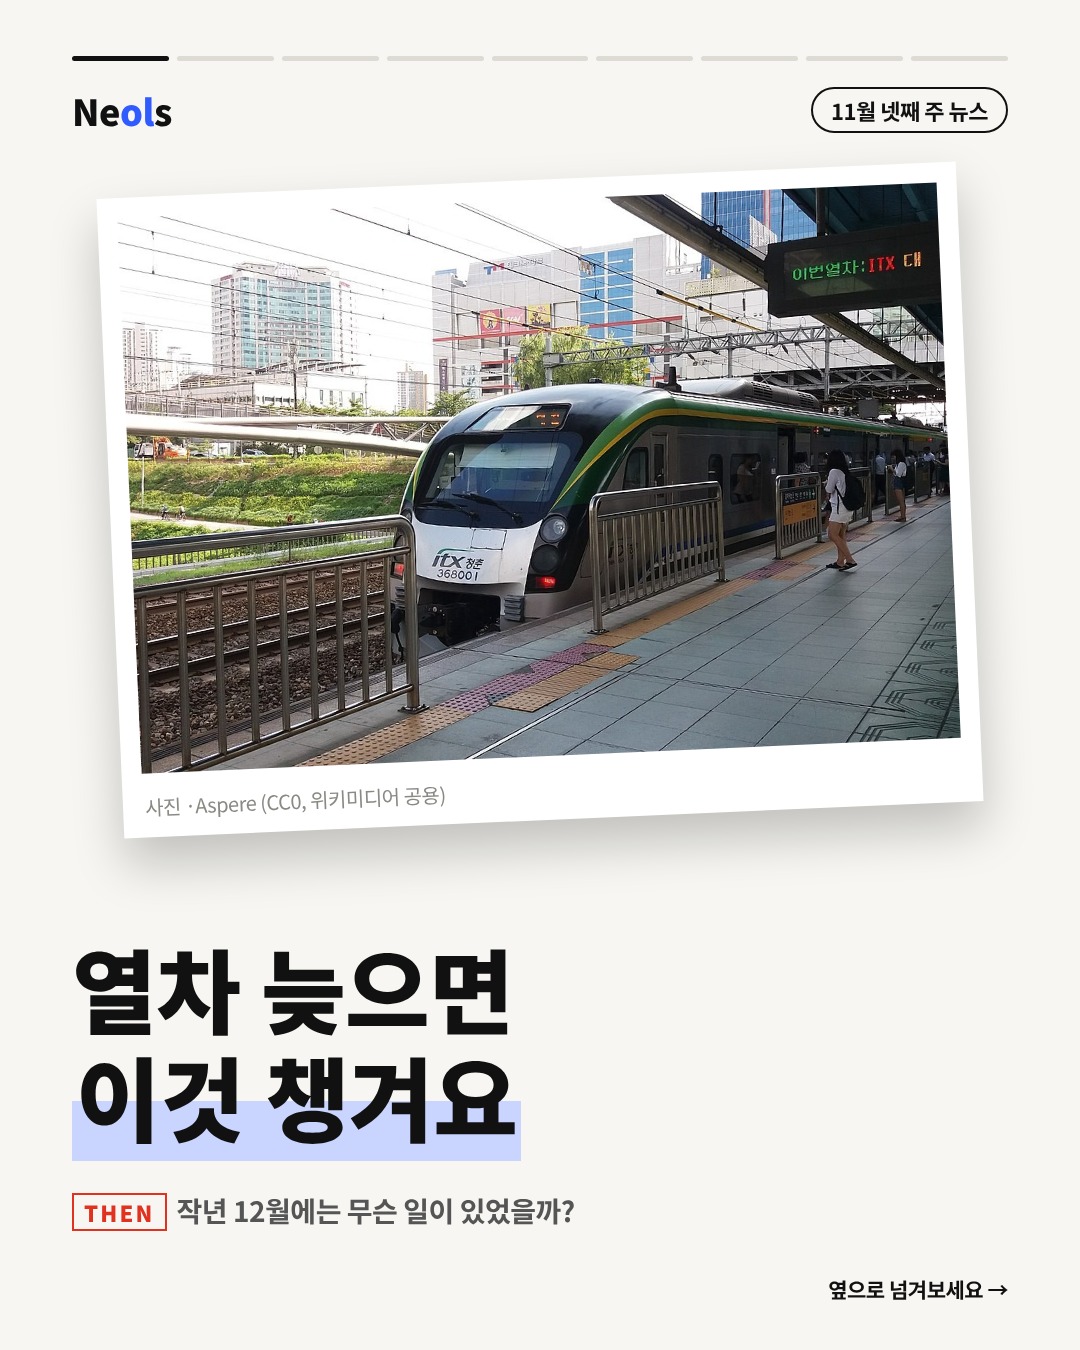 Neols
11월 넷째 주 뉴스
이번열차:ITX 대
itx 청춘
368001
사진 · Aspere (CC0, 위키미디어 공용)
열차 늦으면
이것 챙겨요
THEN 작년 12월에는 무슨 일이 있었을까?
옆으로 넘겨보세요 →